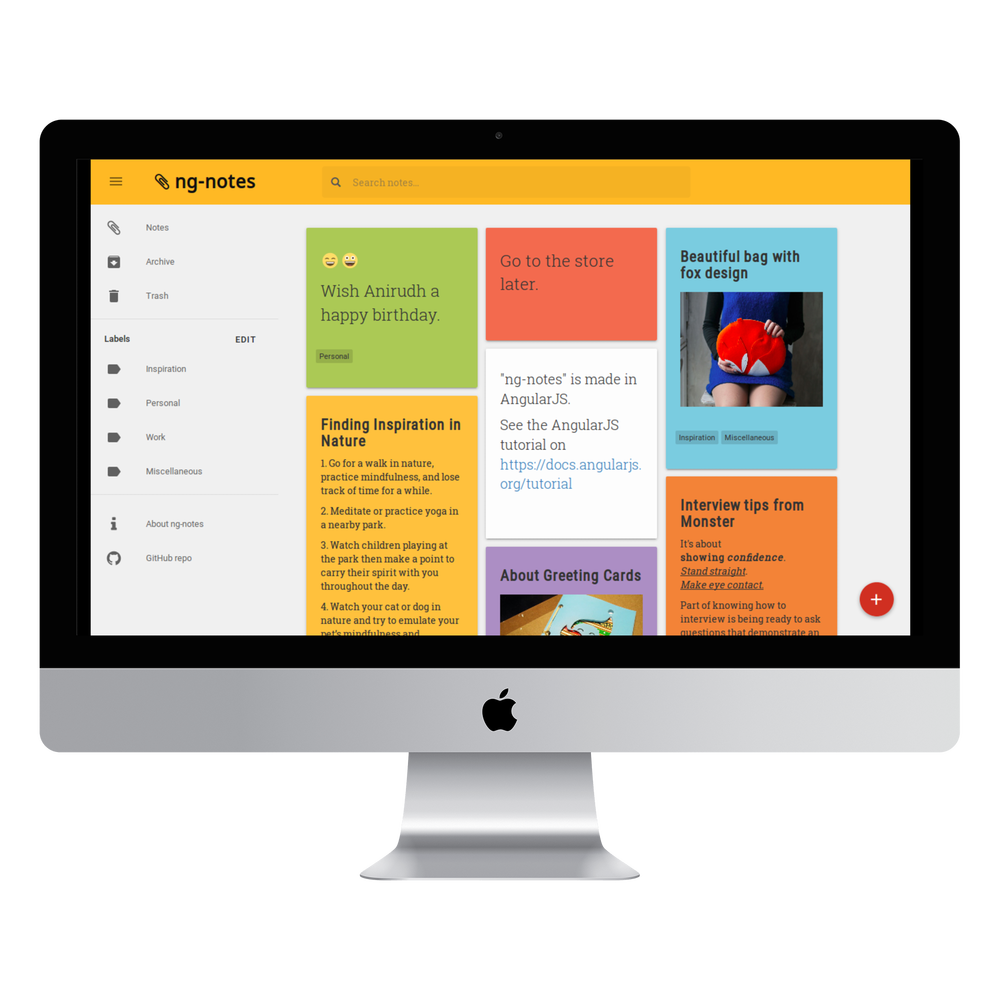 ng-notes
Search notes...
Notes
Archive
Trash
Labels EDIT
Inspiration
Personal
Work
Miscellaneous
About ng-notes
GitHub repo
Wish Anirudh a
happy birthday.
Personal
Finding Inspiration in
Nature
1. Go for a walk in nature,
practice mindfulness, and lose
track of time for a while.
2. Meditate or practice yoga in
a nearby park.
3. Watch children playing at
the park then make a point to
carry their spirit with you
throughout the day.
4. Watch your cat or dog in
nature and try to emulate your
pet's mindfulness and
Go to the store
later.
"ng-notes" is made in
AngularJS.
See the AngularJS
tutorial on
https://docs.angularjs.
org/tutorial
About Greeting Cards
Beautiful bag with
fox design
Inspiration Miscellaneous
Interview tips from
Monster
It's about
showing confidence.
Stand straight.
Make eye contact.
Part of knowing how to
interview is being ready to ask
questions that demonstrate an
+